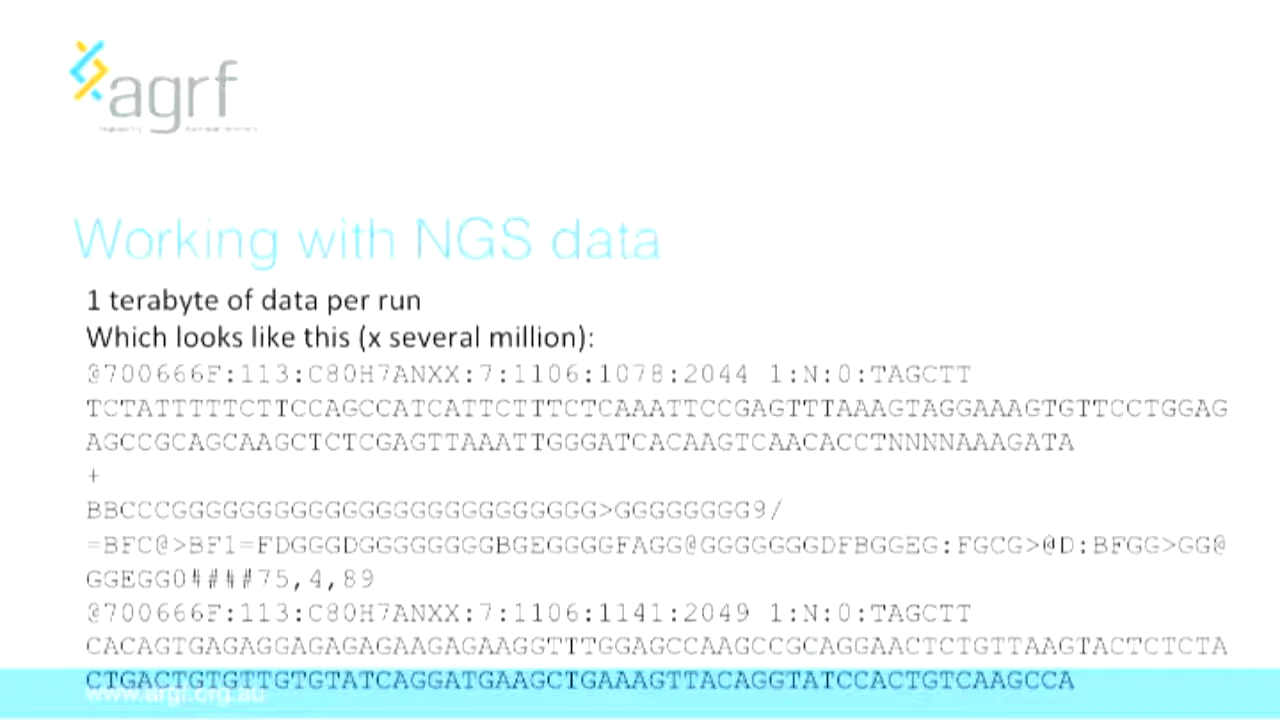 agrf
Working with NGS data
1 terabyte of data per run
Which looks like this (x several million):
@700666F:113:C80H7ANXX:7:1106:1078:2044 1:N:0:TAGCTT
TCTATTTTTCTTCCAGCCATCATTCTTTCTCAAATTCCGAGTTTAAAGTAGGAAAGTGTTCCTGGAG
AGCCGCAGCAAGCTCTCGAGTTAAATTGGGATCACAAGTCAACACCTNNNNAAAGATA
+
BBCCCGGGGGGGGGGGGGGGGGGGGGGGGG>GGGGGGGG9/
=BFC@>BF1=FDGGGDGGGGGGGGBGEGGGGFAGG@GGGGGGGDFBGGEG:FGCG>@D:BFGG>GG@
GGEGG0####75,4,89
@700666F:113:C80H7ANXX:7:1106:1141:2049 1:N:0:TAGCTT
CACAGTGAGAGGAGAGAGAAGAGAAGGTTTGGAGCCAAGCCGCAGGAACTCTGTTAAGTACTCTCTA
CTGACTGTGTTGTGTATCAGGATGAAGCTGAAAGTTACAGGTATCCACTGTCAAGCCA
www.argf.org.au